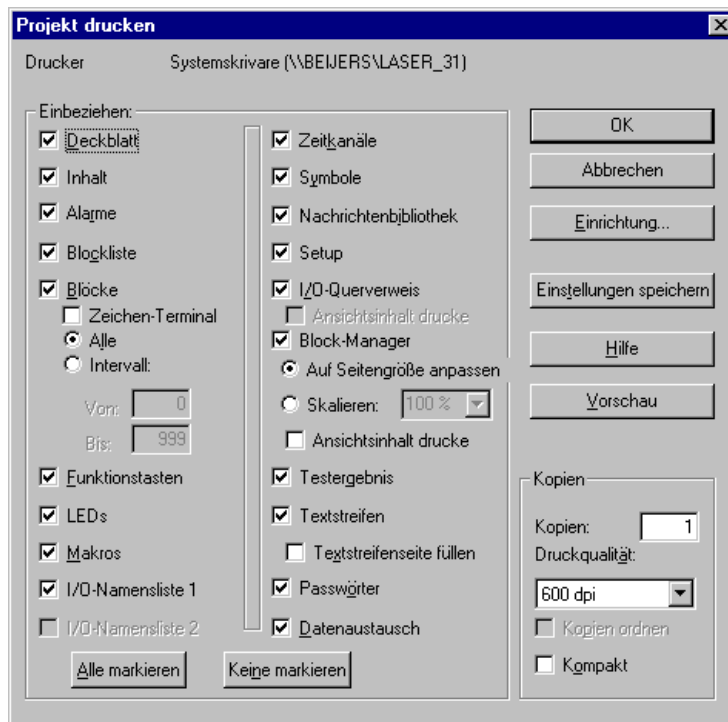 Projekt drucken
Drucker Systemskrivare (\\BEIJERS\LASER_31)
Einbeziehen:
Deckblatt
Inhalt
Alarme
Blockliste
Blöcke
Zeichen-Terminal
Alle
Intervall:
Von: 0
Bis: 999
Funktionstasten
LEDs
Makros
I/O-Namensliste 1
I/O-Namensliste 2
Alle markieren
Keine markieren
Zeitkanäle
Symbole
Nachrichtenbibliothek
Setup
I/O-Querverweis
Ansichtsinhalt drucke
Block-Manager
Auf Seitengröße anpassen
Skalieren: 100 %
Ansichtsinhalt drucke
Testergebnis
Textstreifen
Textstreifenseite füllen
Passwörter
Datenaustausch
OK
Abbrechen
Einrichtung...
Einstellungen speichern
Hilfe
Vorschau
Kopien
Kopien: 1
Druckqualität:
600 dpi
Kopien ordnen
Kompakt